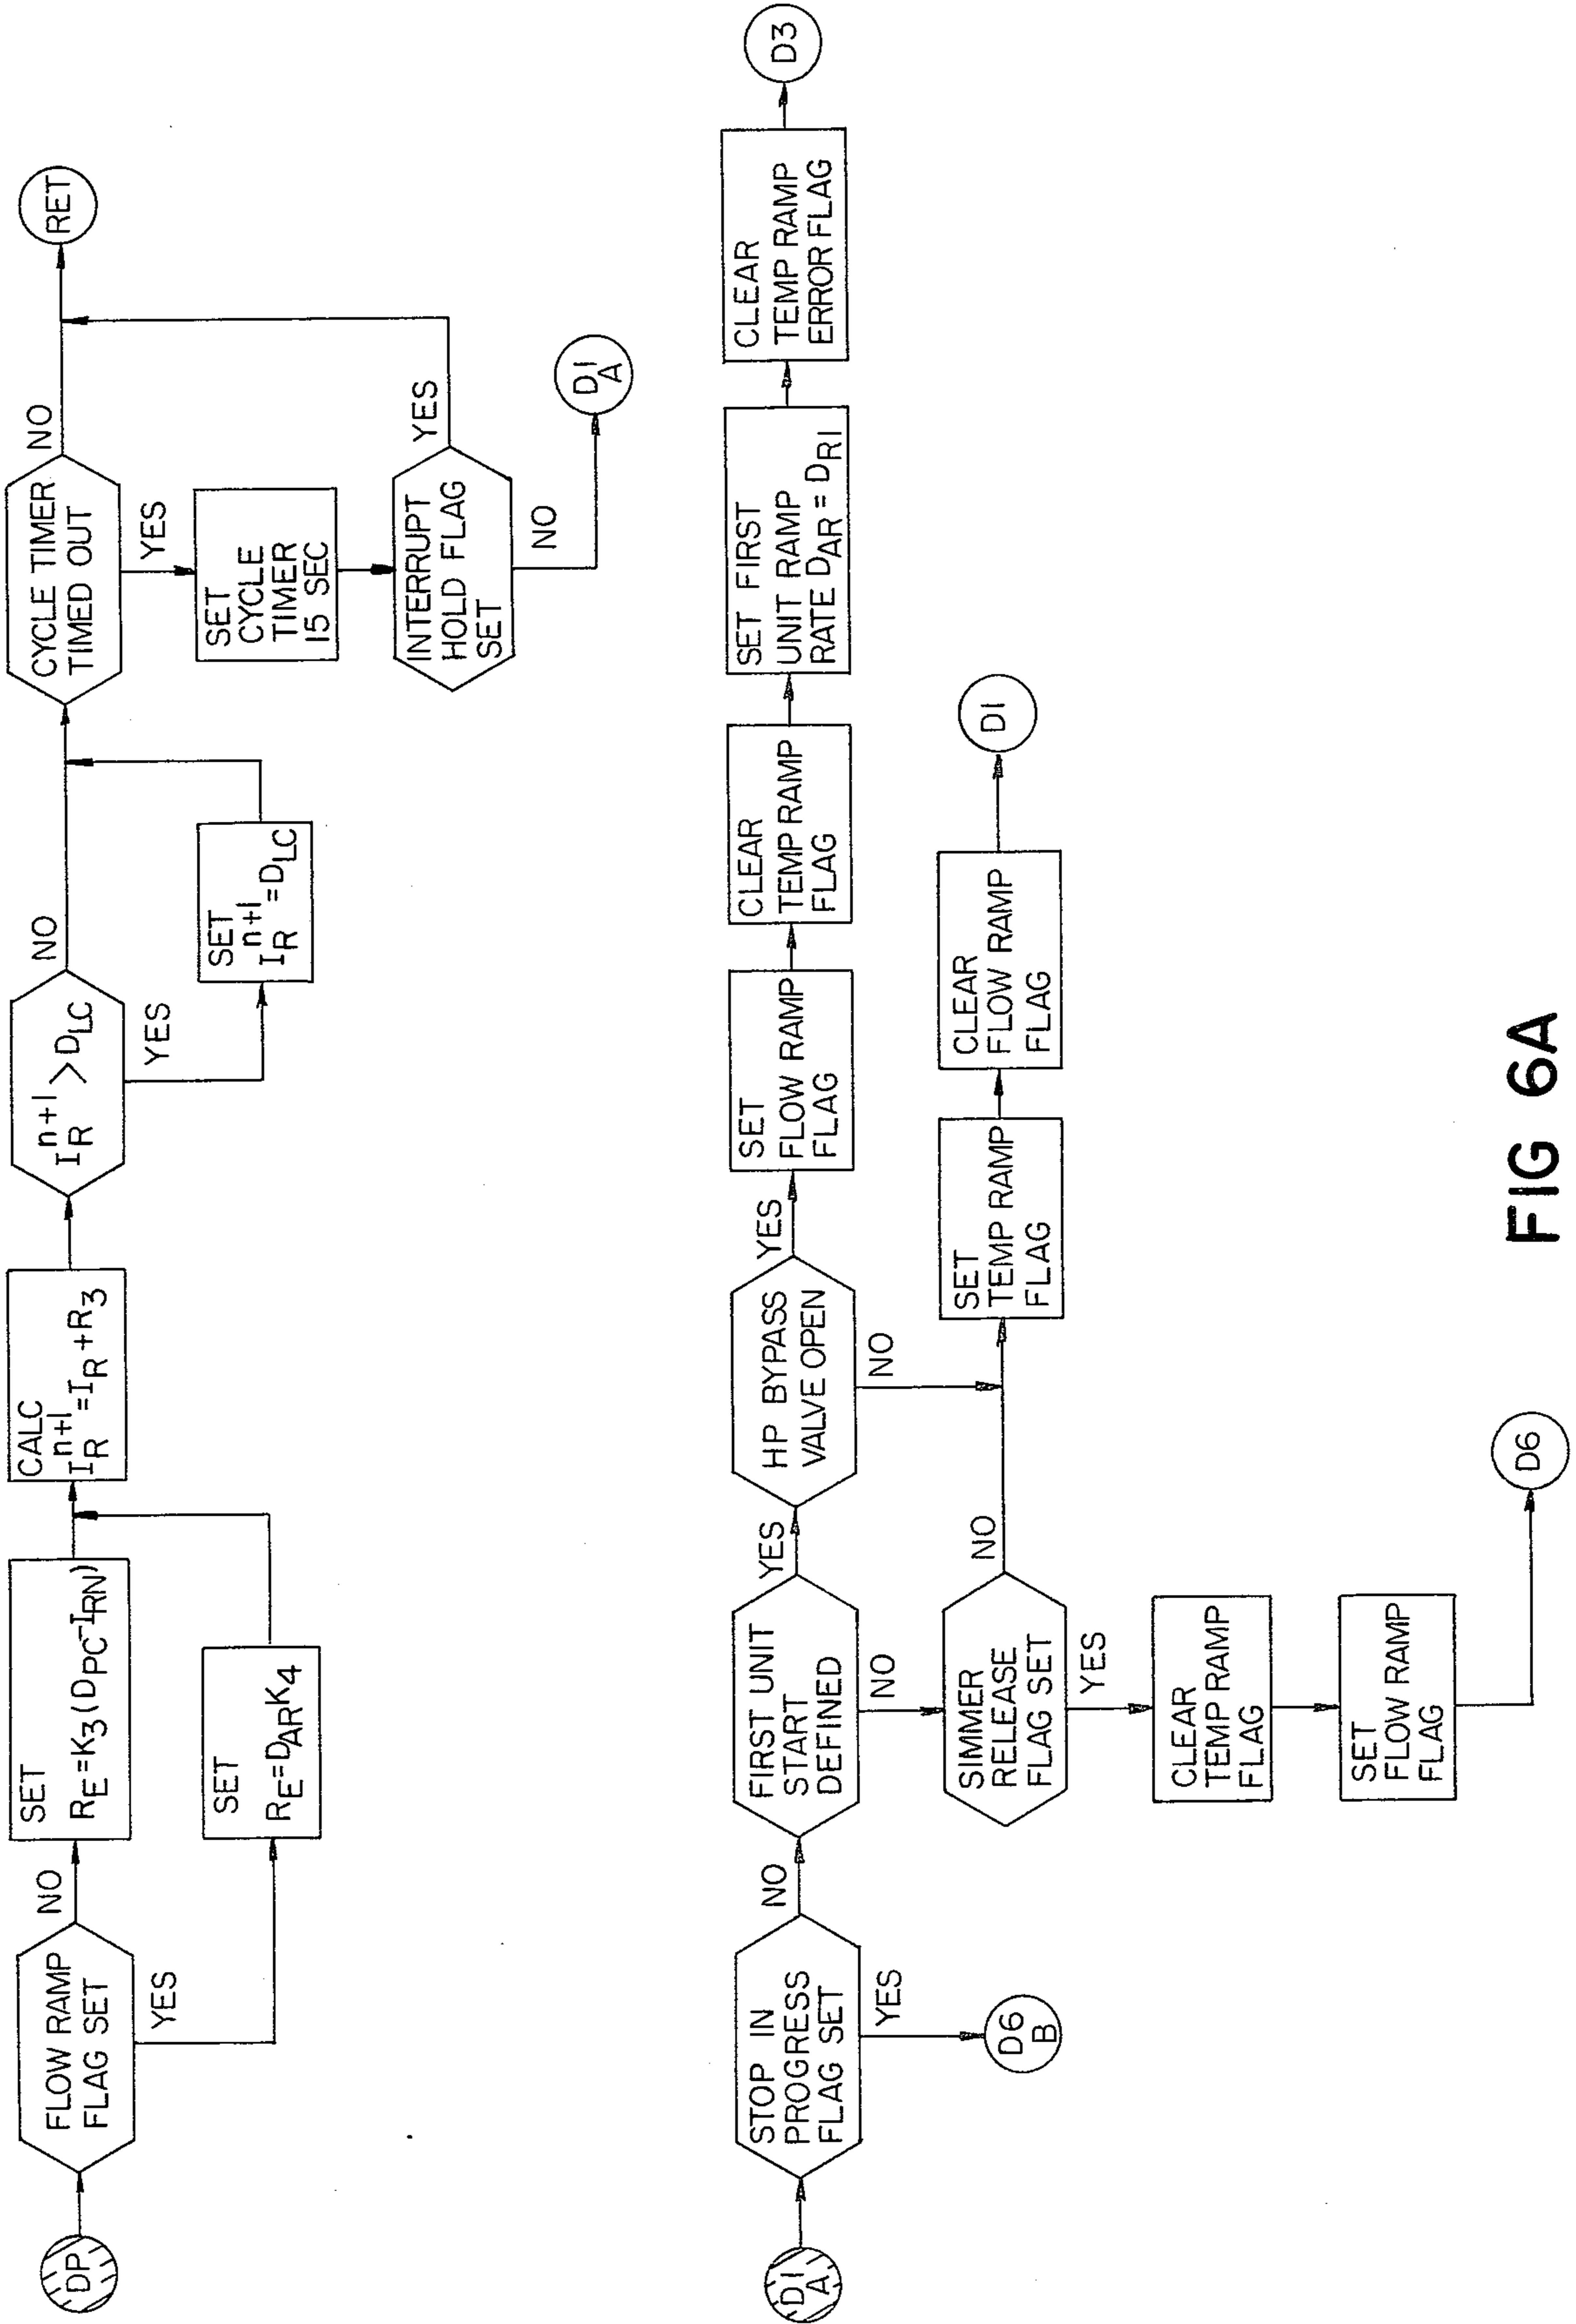 DP
FLOW RAMP
FLAG SET
NO
YES
SET
R_E=K_3(D_PC-I_RN)
SET
R_E=D_AR K_4
CALC
I_R^n+1=I_R+R_3
I_R^n+1>D_LC
NO
YES
SET
I_R^n+1=D_LC
CYCLE TIMER
TIMED OUT
NO
YES
SET
CYCLE
TIMER
15 SEC
INTERRUPT
HOLD FLAG
SET
YES
NO
RET
D1
A
D1
A
STOP IN
PROGRESS
FLAG SET
NO
YES
D6
B
FIRST UNIT
START
DEFINED
YES
NO
HP BYPASS
VALVE OPEN
YES
NO
SET
FLOW RAMP
FLAG
CLEAR
TEMP RAMP
FLAG
SET FIRST
UNIT RAMP
RATE D_AR=D_R1
CLEAR
TEMP RAMP
ERROR FLAG
D3
SIMMER
RELEASE
FLAG SET
NO
YES
SET
TEMP RAMP
FLAG
CLEAR
FLOW RAMP
FLAG
D1
CLEAR
TEMP RAMP
FLAG
SET
FLOW RAMP
FLAG
D6
FIG 6A